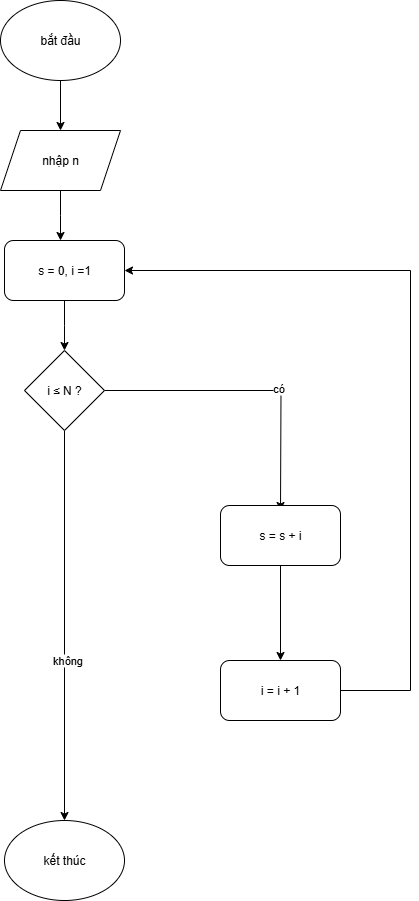 bắt đầu
nhập n
s = 0, i =1
i ≤ N ?
có
s = s + i
không
i = i + 1
kết thúc